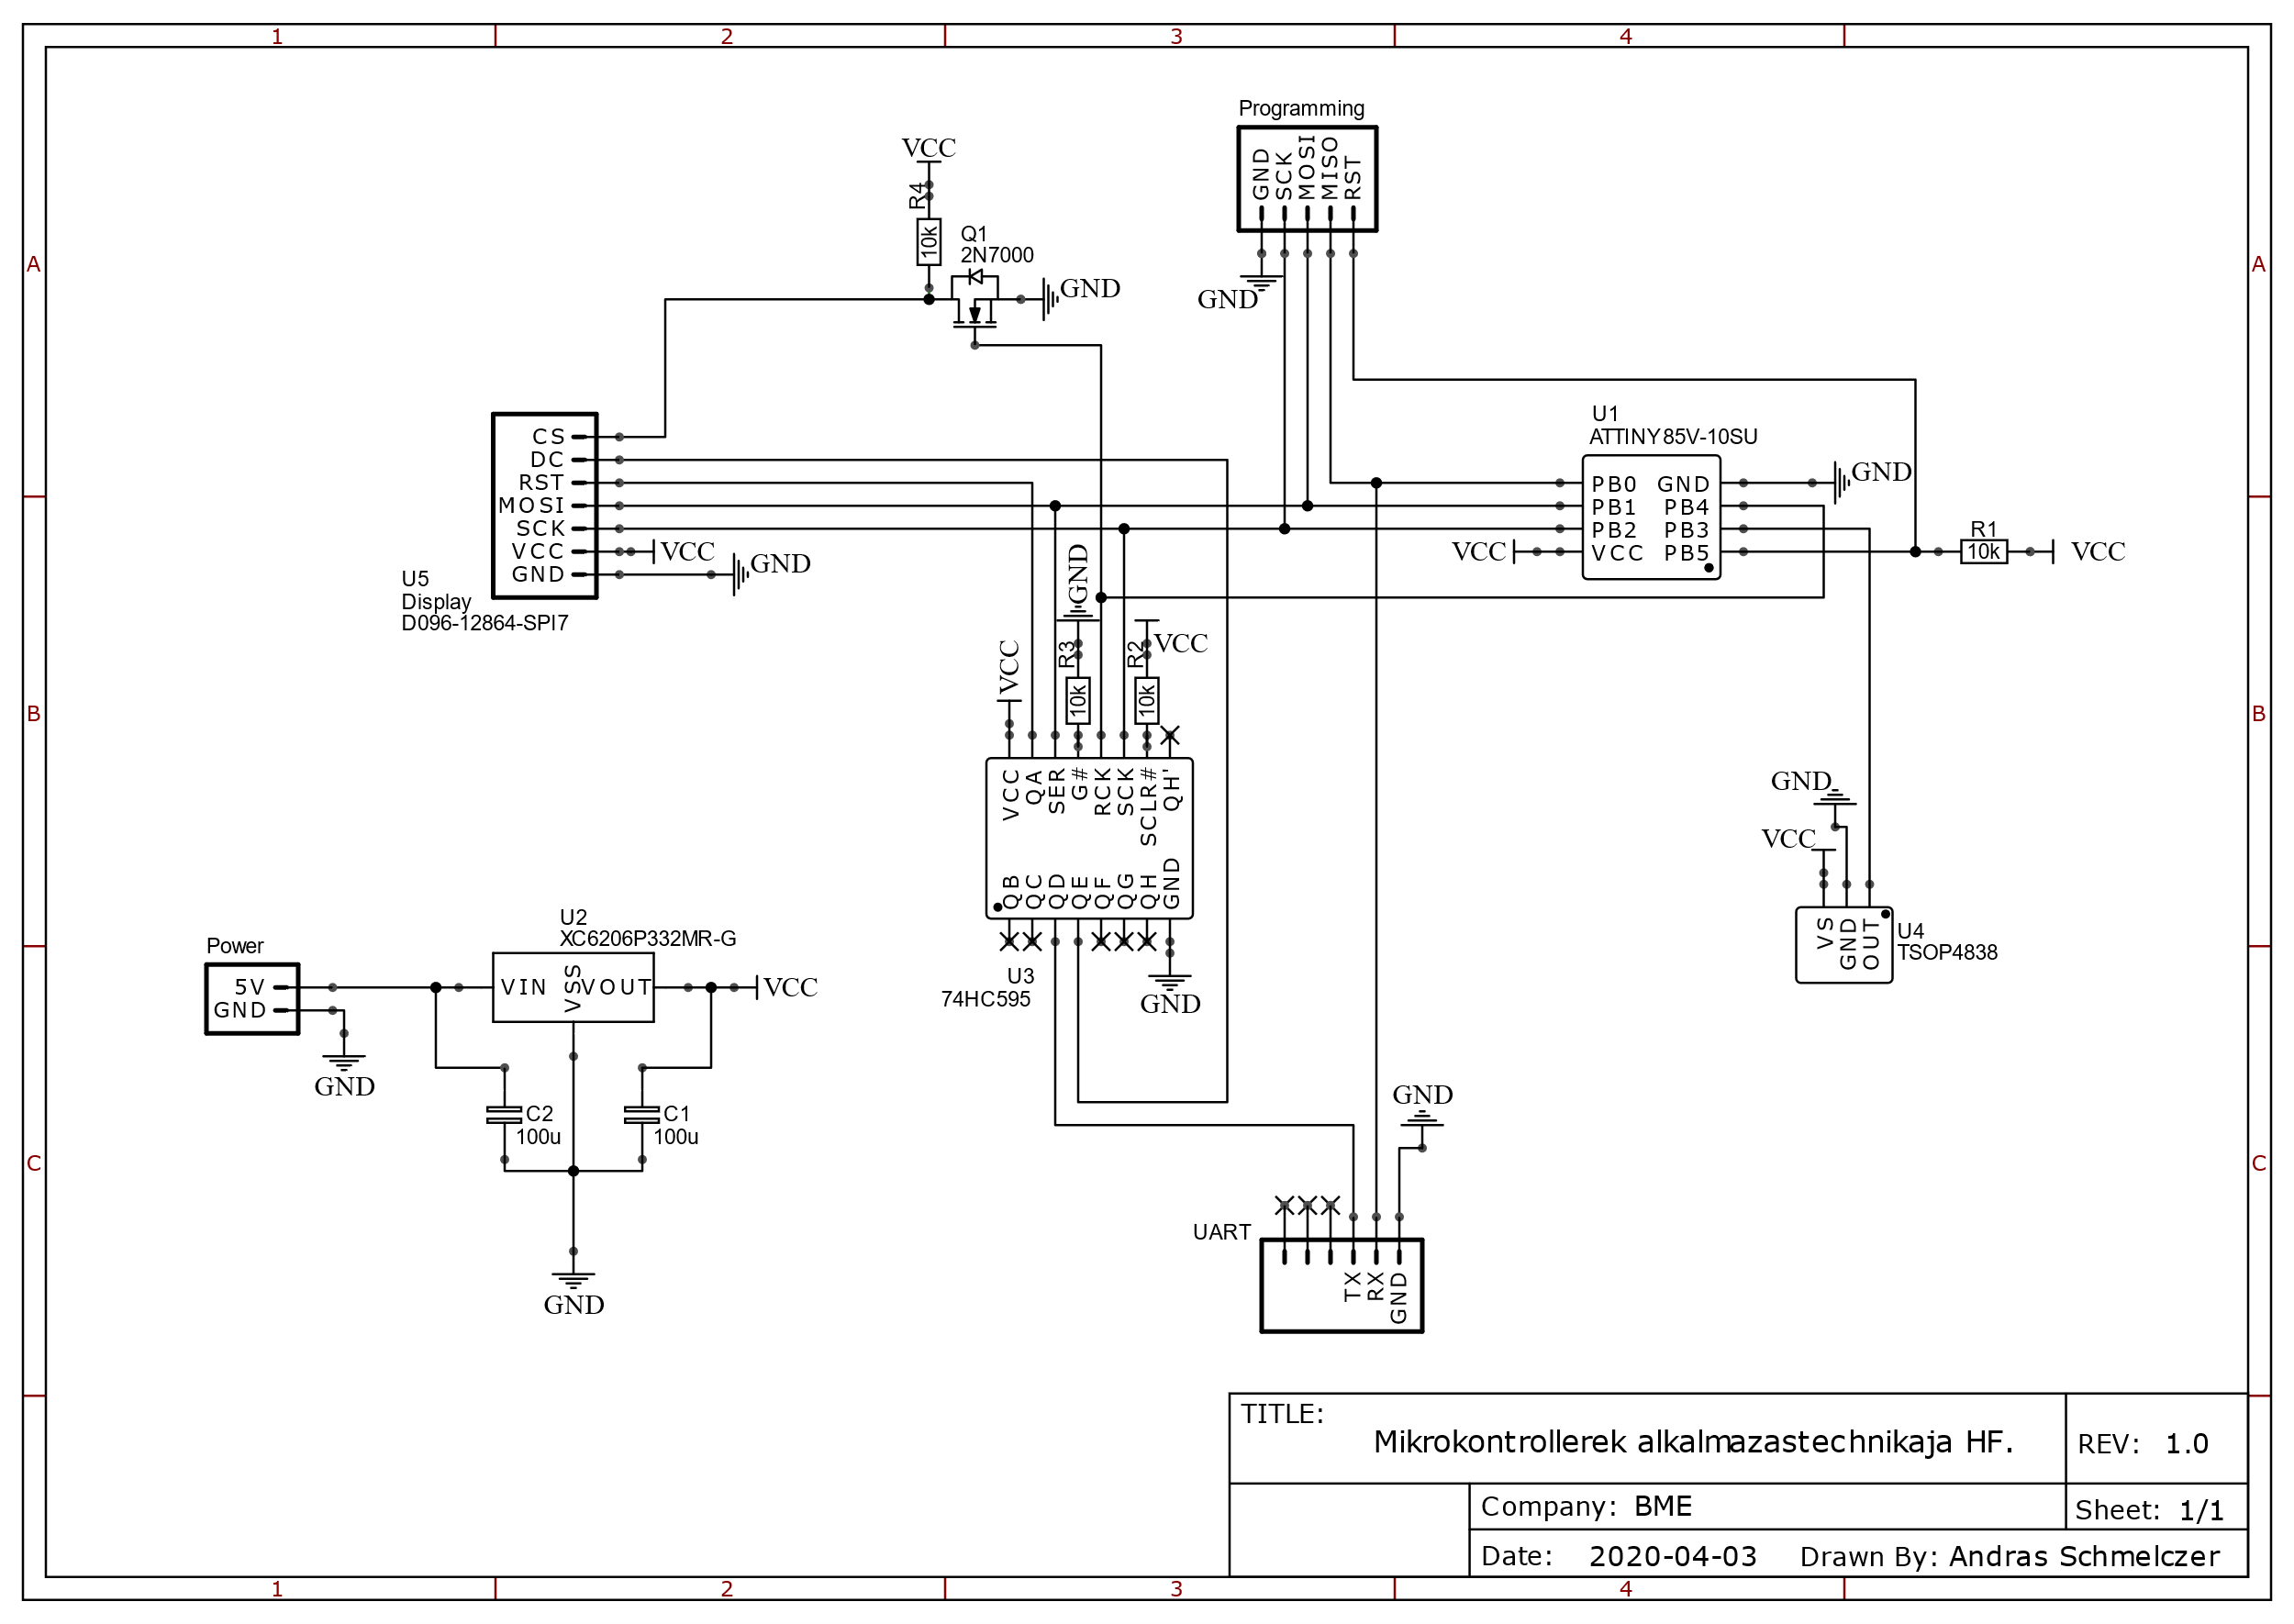 1 2 3 4
A A
B B
C C
Programming
GND
SCK
MOSI
MISO
RST
GND
VCC
R4
10k
Q1
2N7000
GND
CS
DC
RST
MOSI
SCK
VCC
GND
VCC
GND
U5
Display
D096-12864-SPI7
U1
ATTINY85V-10SU
PB0 GND
PB1 PB4
PB2 PB3
VCC PB5
GND
VCC
R1
10k
VCC
GND
R3
10k
VCC
R2
10k
VCC
VCC
QA
SER
G#
RCK
SCK
SCLR#
QH'
QB
QC
QD
QE
QF
QG
QH
GND
U3
74HC595
GND
GND
VCC
VS
GND
OUT
U4
TSOP4838
Power
5V
GND
GND
U2
XC6206P332MR-G
VIN
VSS
VOUT
VCC
C2
100u
C1
100u
GND
GND
UART
TX
RX
GND
TITLE:
Mikrokontrollerek alkalmazastechnikaja HF.
REV: 1.0
Company: BME
Sheet: 1/1
Date: 2020-04-03 Drawn By: Andras Schmelczer
1 2 3 4